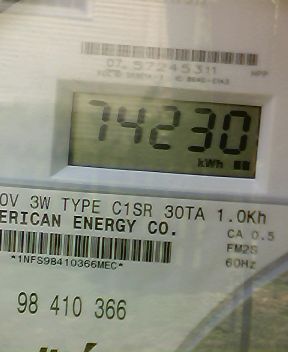 07 57245311
HPP
74230
kWh
0V 3W TYPE C1SR 30TA 1.0Kh
ERICAN ENERGY CO.
CA 0.5
FM2S
60Hz
*1NFS98410366MEC*
98 410 366